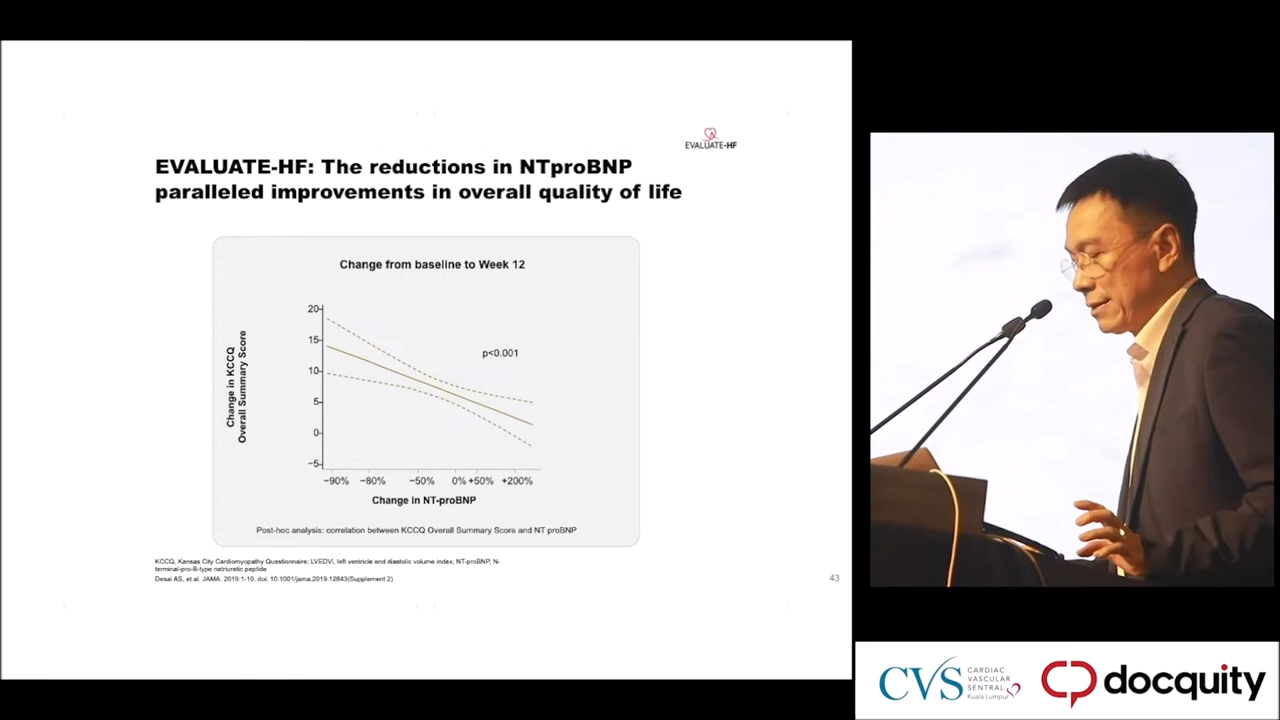 EVALUATE-HF
EVALUATE-HF: The reductions in NTproBNP
paralleled improvements in overall quality of life
Change from baseline to Week 12
Change in KCCQ
Overall Summary Score
20
15
10
5
0
−5
p<0.001
−90% −80% −50% 0% +50% +200%
Change in NT-proBNP
Post-hoc analysis: correlation between KCCQ Overall Summary Score and NT proBNP
KCCQ, Kansas City Cardiomyopathy Questionnaire; LVEDVI, left ventricle end diastolic volume index; NT-proBNP, N-
terminal-pro-B-type natriuretic peptide
Desai AS, et al. JAMA. 2019:1-10. doi: 10.1001/jama.2019.12843(Supplement 2)
43
CVS
CARDIAC
VASCULAR
SENTRAL
Kuala Lumpur
docquity